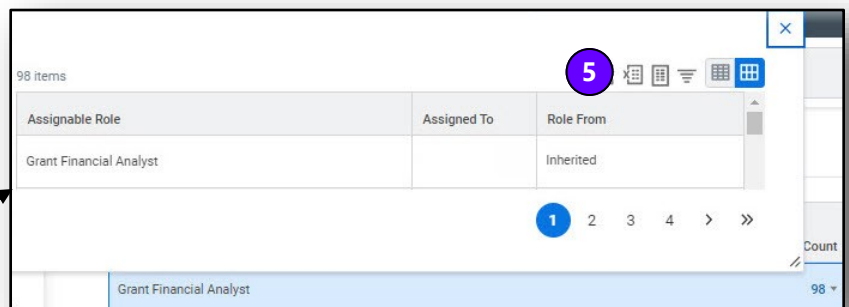 5
98 items
Assignable Role Assigned To Role From
Grant Financial Analyst Inherited
1 2 3 4 > >>
Count
Grant Financial Analyst 98